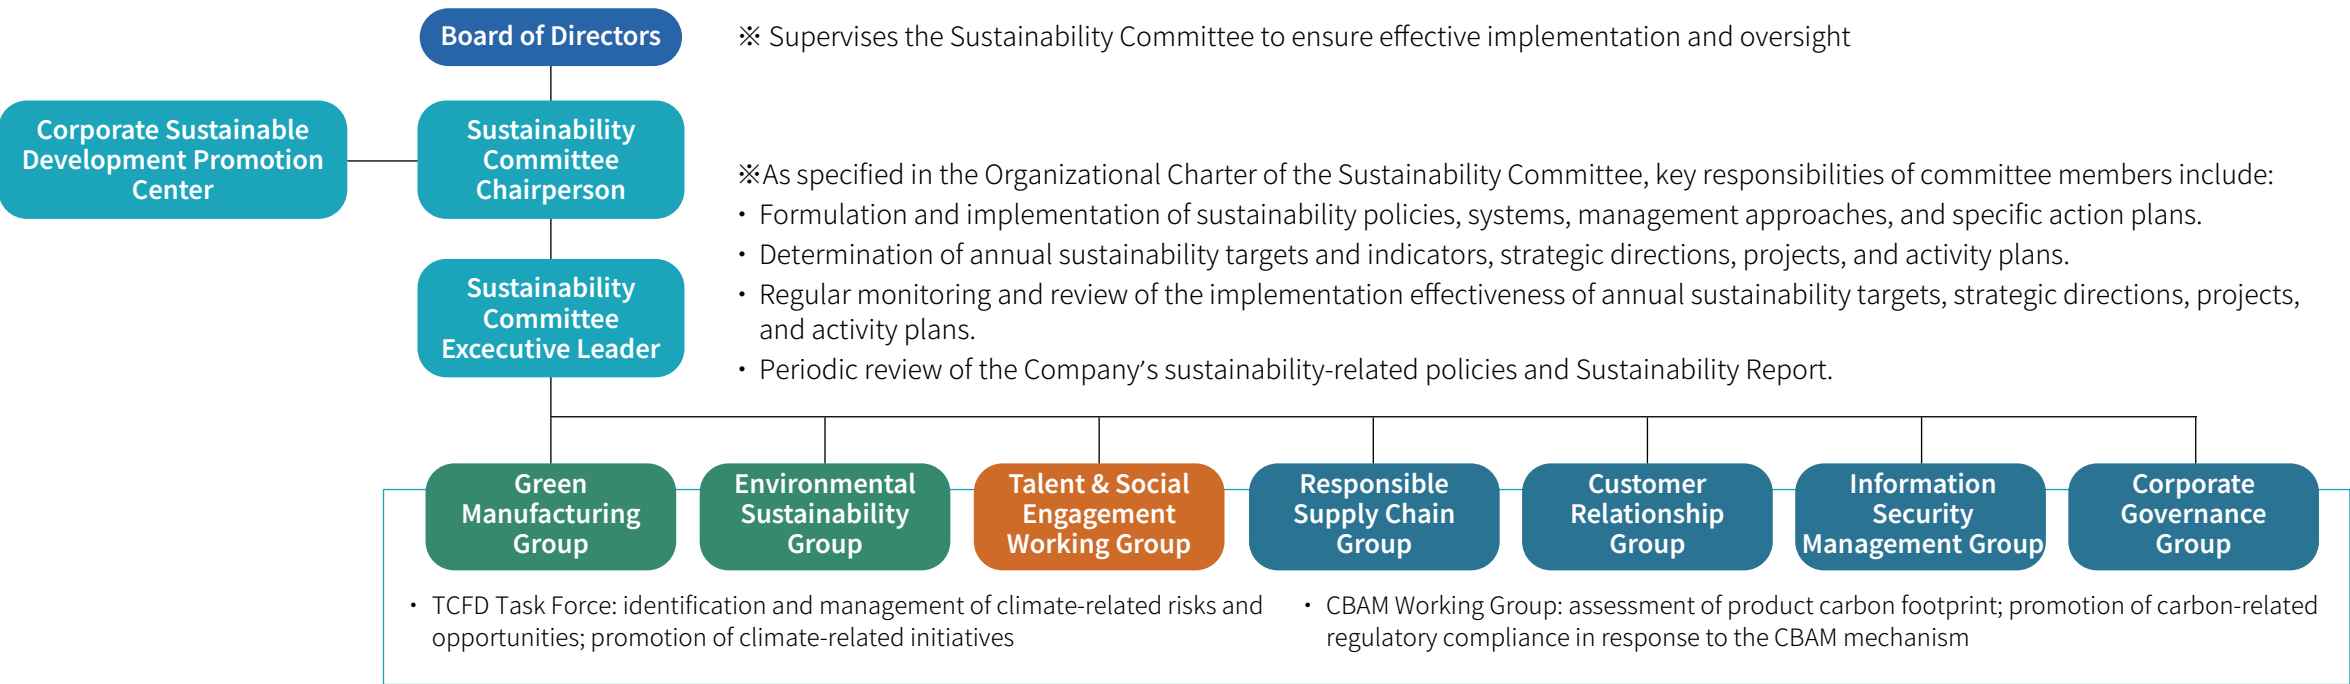 Board of Directors
※ Supervises the Sustainability Committee to ensure effective implementation and oversight
Corporate Sustainable
Development Promotion
Center
Sustainability
Committee
Chairperson
※As specified in the Organizational Charter of the Sustainability Committee, key responsibilities of committee members include:
・Formulation and implementation of sustainability policies, systems, management approaches, and specific action plans.
・Determination of annual sustainability targets and indicators, strategic directions, projects, and activity plans.
・Regular monitoring and review of the implementation effectiveness of annual sustainability targets, strategic directions, projects,
and activity plans.
・Periodic review of the Company's sustainability-related policies and Sustainability Report.
Sustainability
Committee
Excecutive Leader
Green
Manufacturing
Group
Environmental
Sustainability
Group
Talent & Social
Engagement
Working Group
Responsible
Supply Chain
Group
Customer
Relationship
Group
Information
Security
Management Group
Corporate
Governance
Group
・TCFD Task Force: identification and management of climate-related risks and
opportunities; promotion of climate-related initiatives
・CBAM Working Group: assessment of product carbon footprint; promotion of carbon-related
regulatory compliance in response to the CBAM mechanism